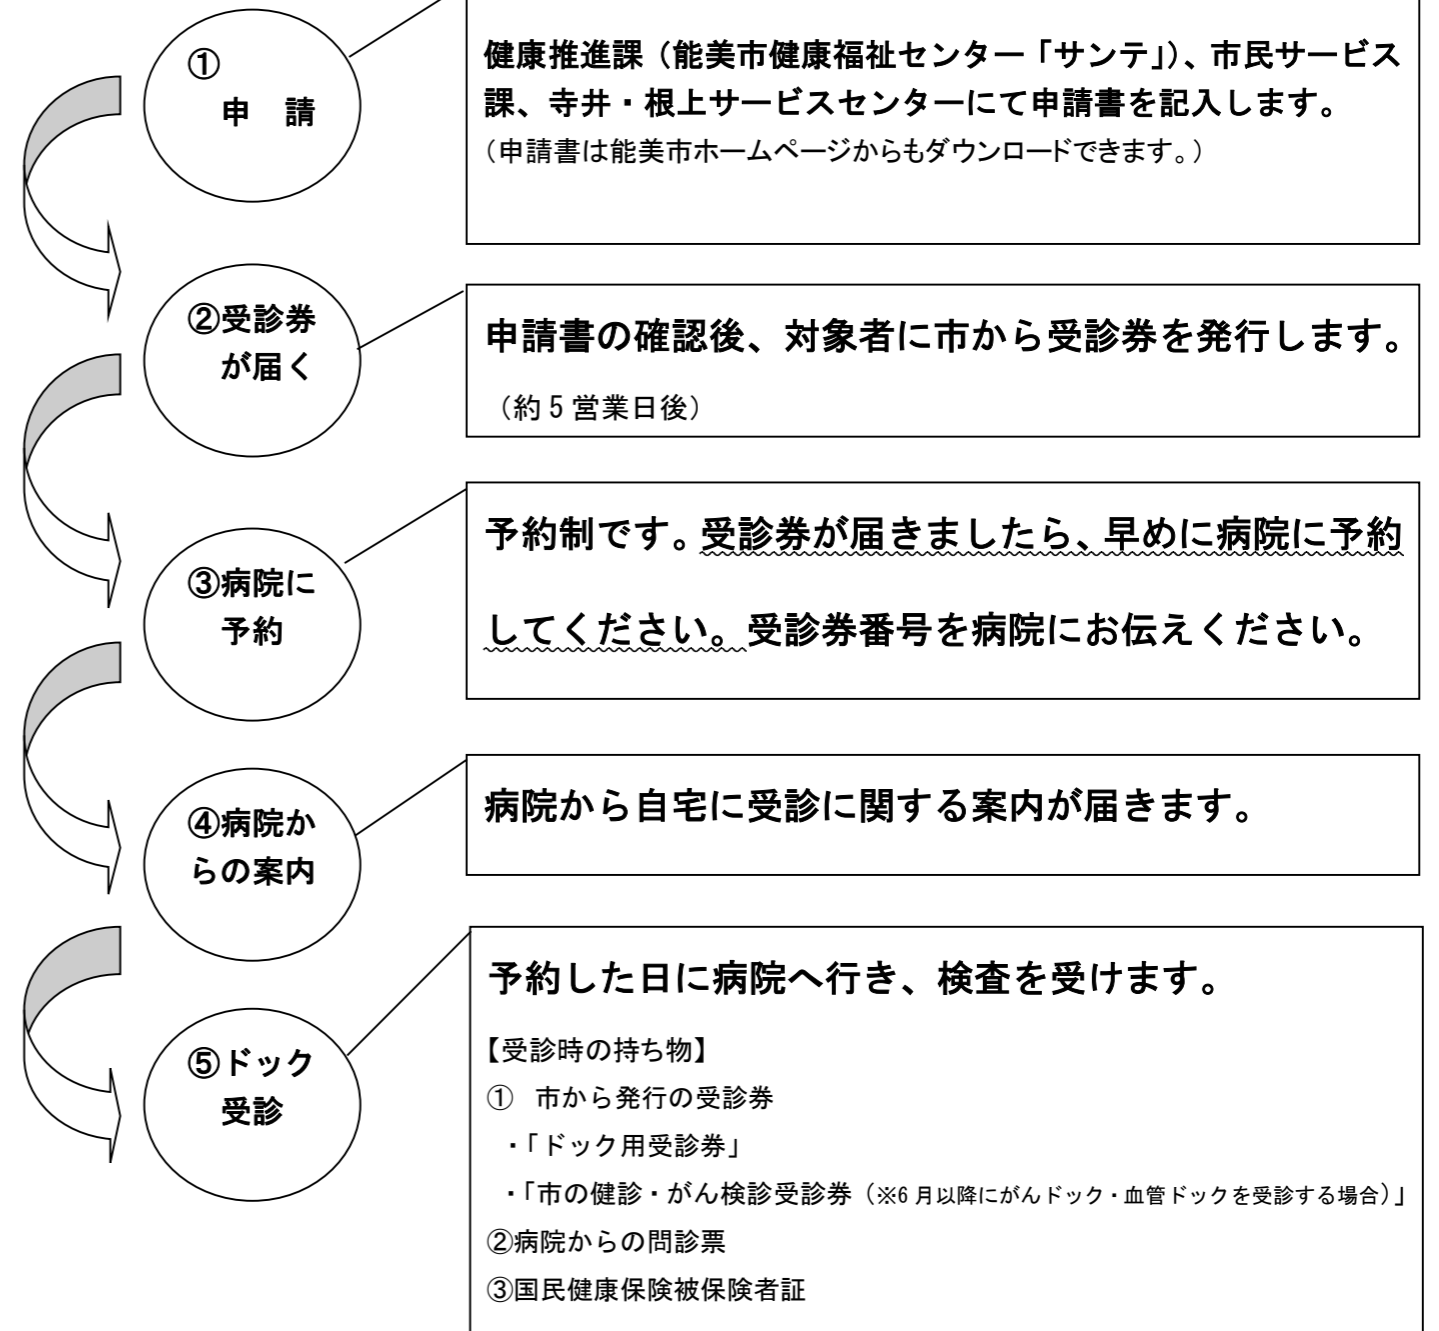 ①
申　請
健康推進課（能美市健康福祉センター「サンテ」）、市民サービス
課、寺井・根上サービスセンターにて申請書を記入します。
（申請書は能美市ホームページからもダウンロードできます。）
②受診券
が届く
申請書の確認後、対象者に市から受診券を発行します。
（約5営業日後）
③病院に
予約
予約制です。受診券が届きましたら、早めに病院に予約
してください。受診券番号を病院にお伝えください。
④病院か
らの案内
病院から自宅に受診に関する案内が届きます。
⑤ドック
受診
予約した日に病院へ行き、検査を受けます。
【受診時の持ち物】
①　市から発行の受診券
・「ドック用受診券」
・「市の健診・がん検診受診券（※6月以降にがんドック・血管ドックを受診する場合）」
②病院からの問診票
③国民健康保険被保険者証